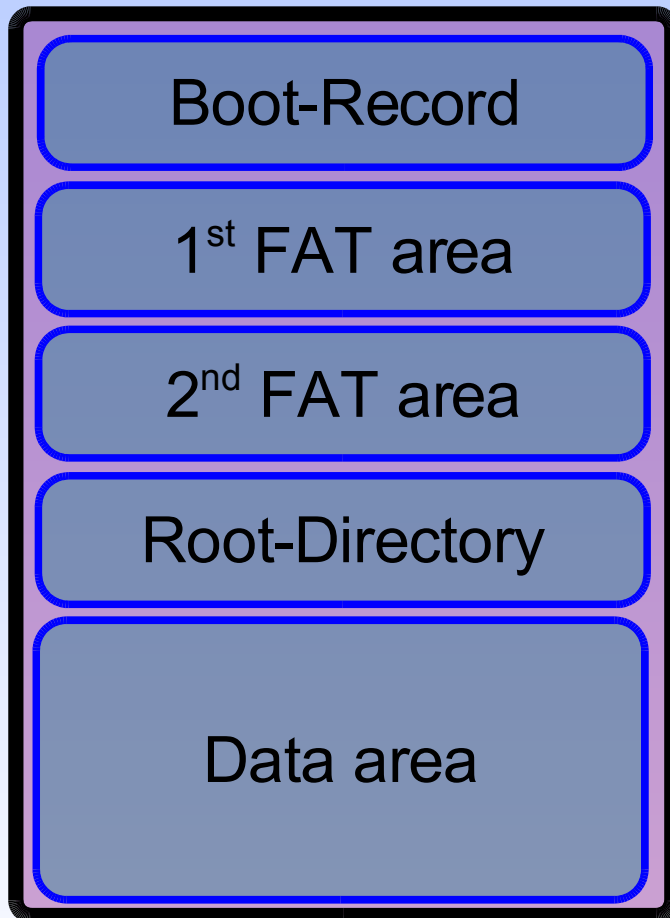 Boot-Record
1st FAT area
2nd FAT area
Root-Directory
Data area